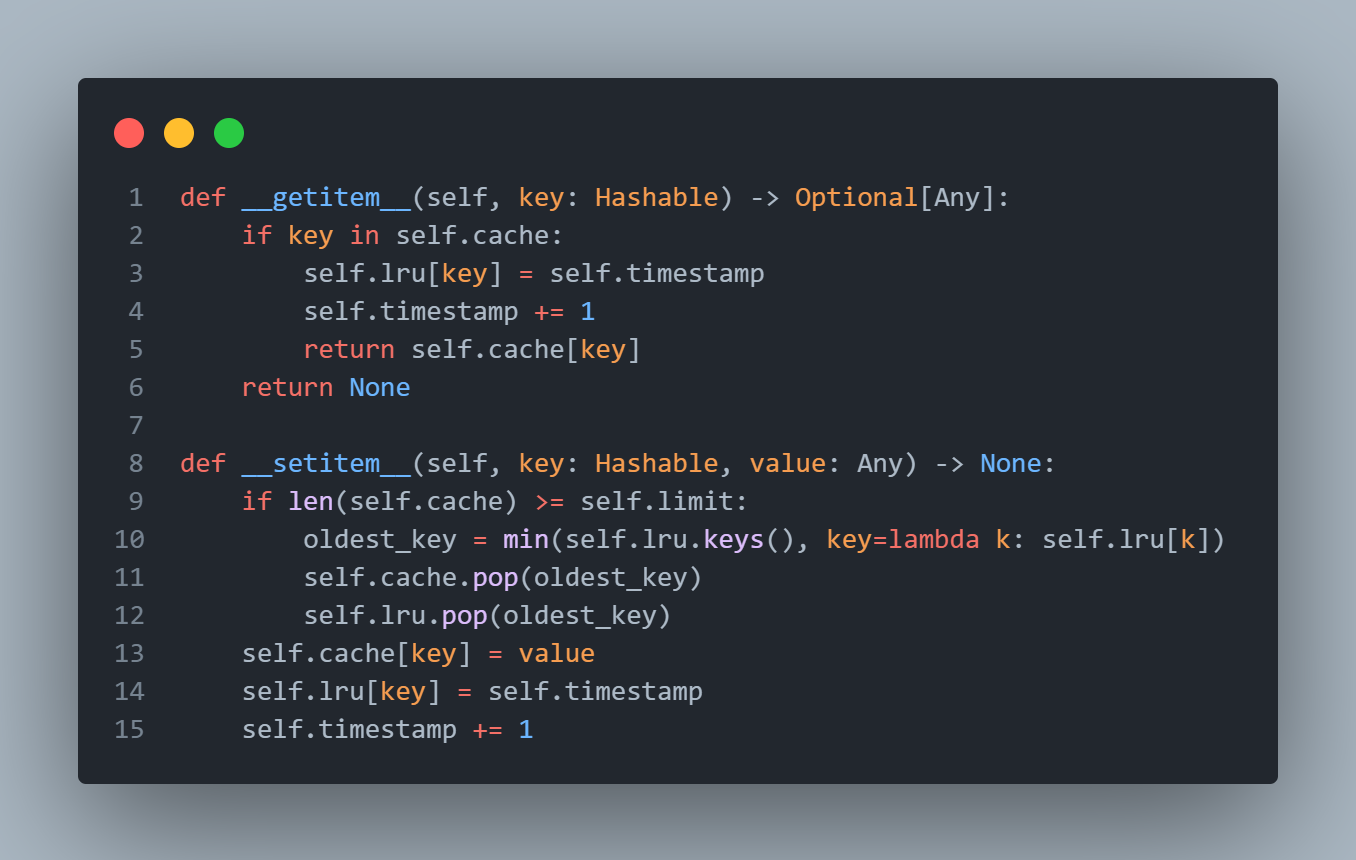 1 def __getitem__(self, key: Hashable) -> Optional[Any]:
2     if key in self.cache:
3         self.lru[key] = self.timestamp
4         self.timestamp += 1
5         return self.cache[key]
6     return None
7
8 def __setitem__(self, key: Hashable, value: Any) -> None:
9     if len(self.cache) >= self.limit:
10         oldest_key = min(self.lru.keys(), key=lambda k: self.lru[k])
11         self.cache.pop(oldest_key)
12         self.lru.pop(oldest_key)
13     self.cache[key] = value
14     self.lru[key] = self.timestamp
15     self.timestamp += 1